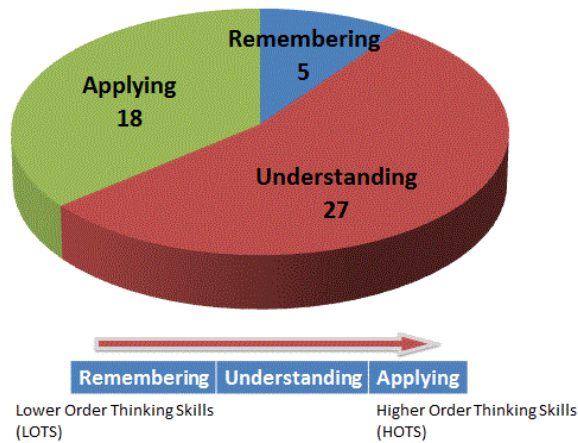 Remembering
5
Applying
18
Understanding
27
Remembering Understanding Applying
Lower Order Thinking Skills Higher Order Thinking Skills
(LOTS) (HOTS)